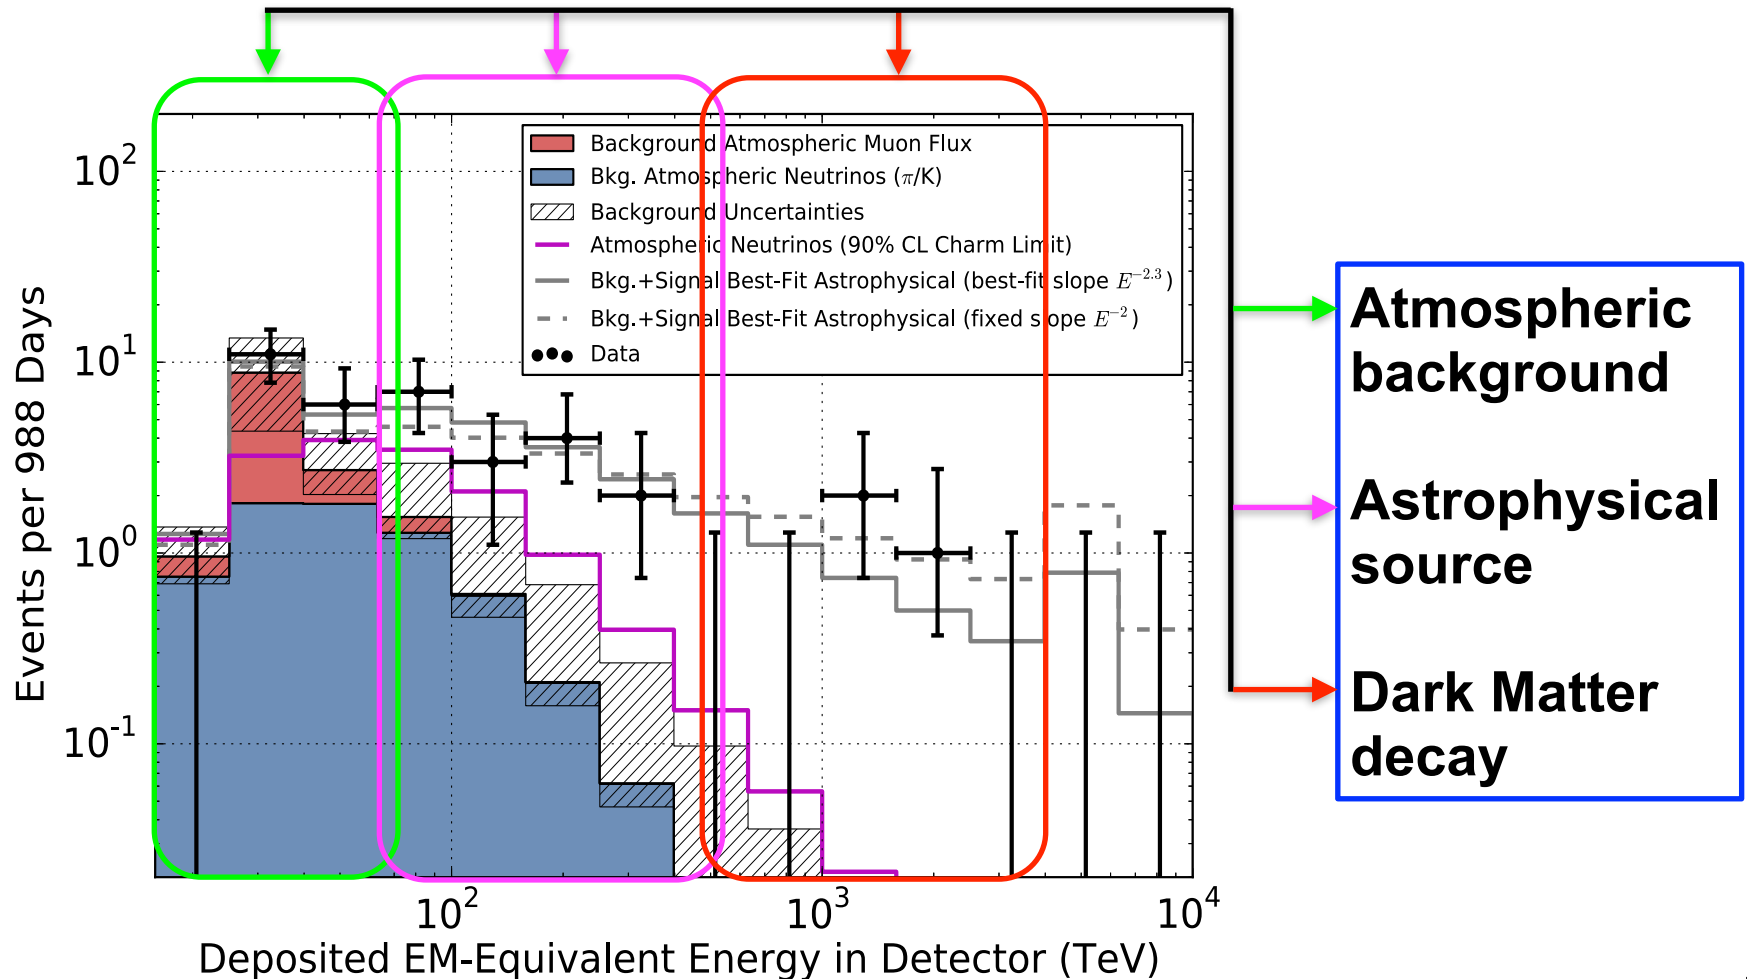 Background Atmospheric Muon Flux
Bkg. Atmospheric Neutrinos (π/K)
Background Uncertainties
Atmospheric Neutrinos (90% CL Charm Limit)
Bkg.+Signal Best-Fit Astrophysical (best-fit slope E^-2.3)
Bkg.+Signal Best-Fit Astrophysical (fixed slope E^-2)
Data
10^2
10^1
10^0
10^-1
Events per 988 Days
10^2 10^3 10^4
Deposited EM-Equivalent Energy in Detector (TeV)
Atmospheric
background
Astrophysical
source
Dark Matter
decay